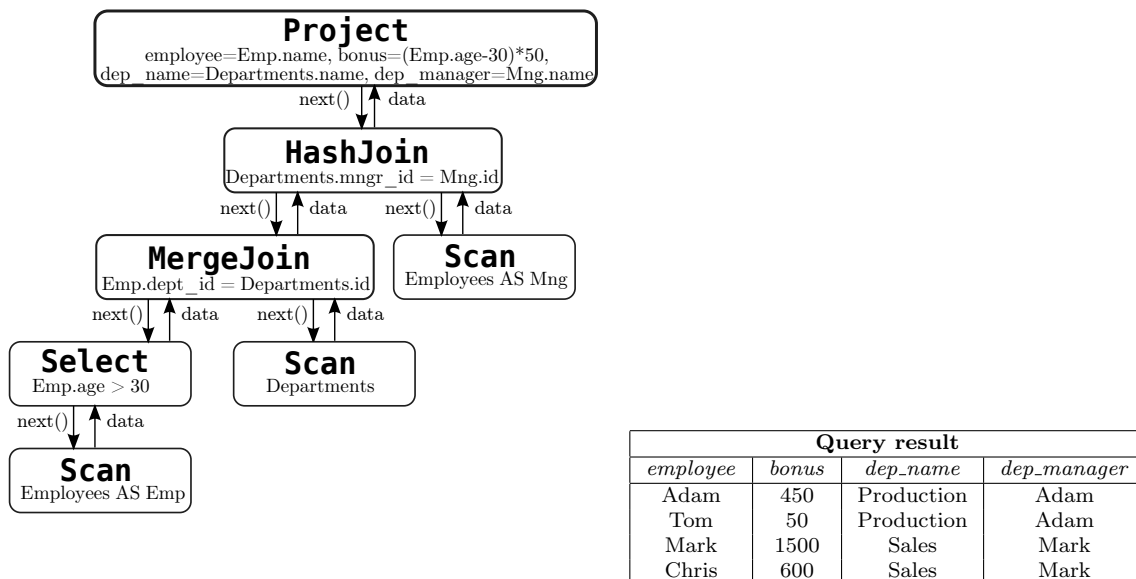 Project
employee=Emp.name, bonus=(Emp.age-30)*50,
dep_name=Departments.name, dep_manager=Mng.name
next() data
HashJoin
Departments.mngr_id = Mng.id
next() data next() data
MergeJoin
Emp.dept_id = Departments.id
Scan
Employees AS Mng
next() data next() data
Select
Emp.age > 30
Scan
Departments
next() data
Scan
Employees AS Emp
Query result
employee bonus dep_name dep_manager
Adam 450 Production Adam
Tom 50 Production Adam
Mark 1500 Sales Mark
Chris 600 Sales Mark